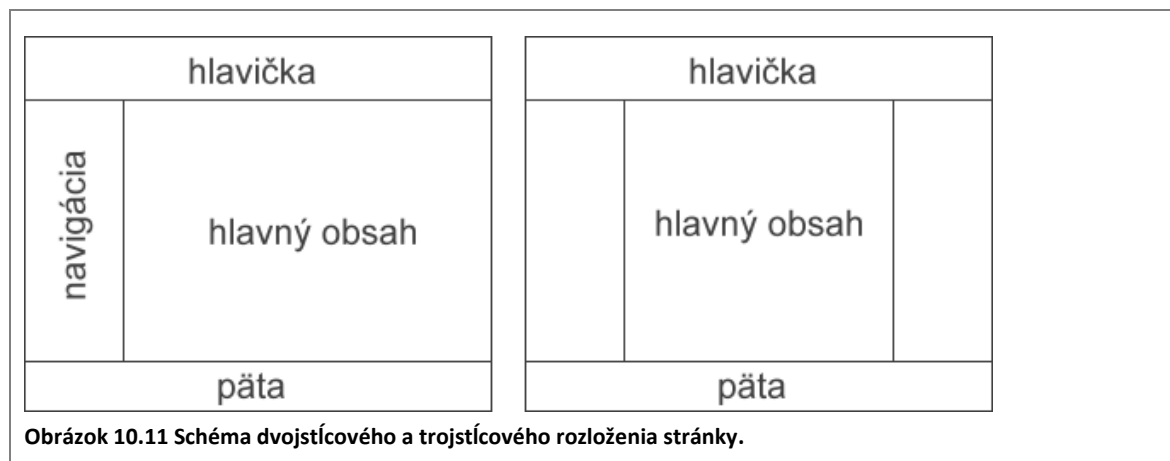 hlavička
navigácia
hlavný obsah
päta
hlavička
hlavný obsah
päta
Obrázok 10.11 Schéma dvojstĺcového a trojstĺcového rozloženia stránky.